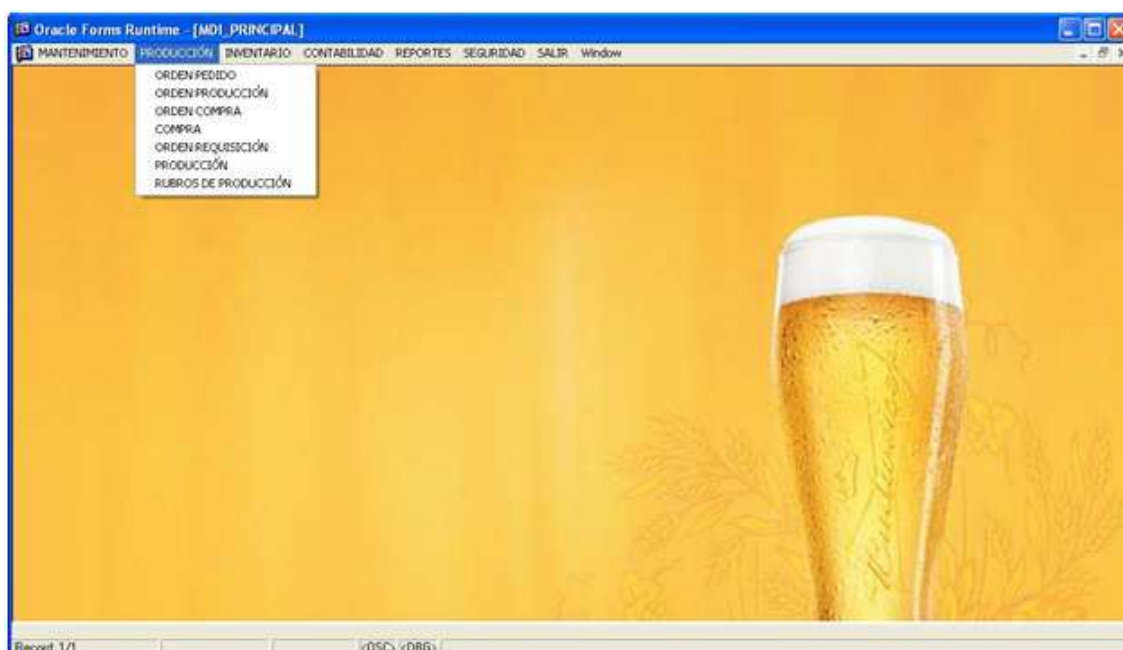 Oracle Forms Runtime - [MDI_PRINCIPAL]
MANTENIMIENTO PRODUCCIÓN INVENTARIO CONTABILIDAD REPORTES SEGURIDAD SALIR Window
ORDEN PEDIDO
ORDEN PRODUCCIÓN
ORDEN COMPRA
COMPRA
ORDEN REQUISICIÓN
PRODUCCIÓN
RUBROS DE PRODUCCIÓN
Record: 1/1 <OSC> <DBG>